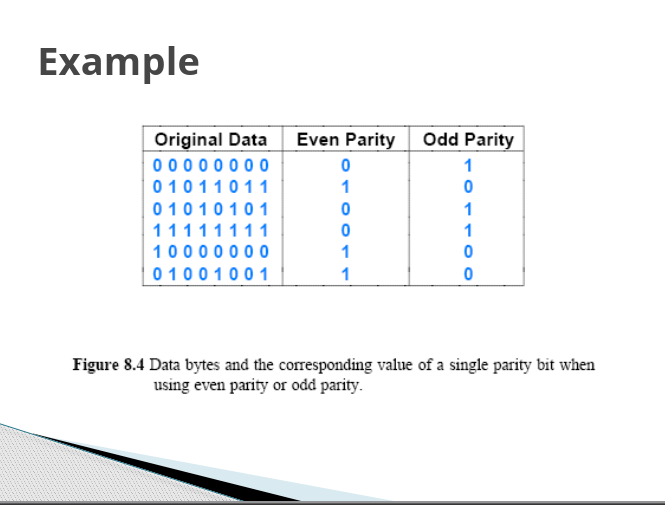 Example
Original Data Even Parity Odd Parity
0 0 0 0 0 0 0 0 0 1
0 1 0 1 1 0 1 1 1 0
0 1 0 1 0 1 0 1 0 1
1 1 1 1 1 1 1 1 0 1
1 0 0 0 0 0 0 0 1 0
0 1 0 0 1 0 0 1 1 0
Figure 8.4 Data bytes and the corresponding value of a single parity bit when
using even parity or odd parity.